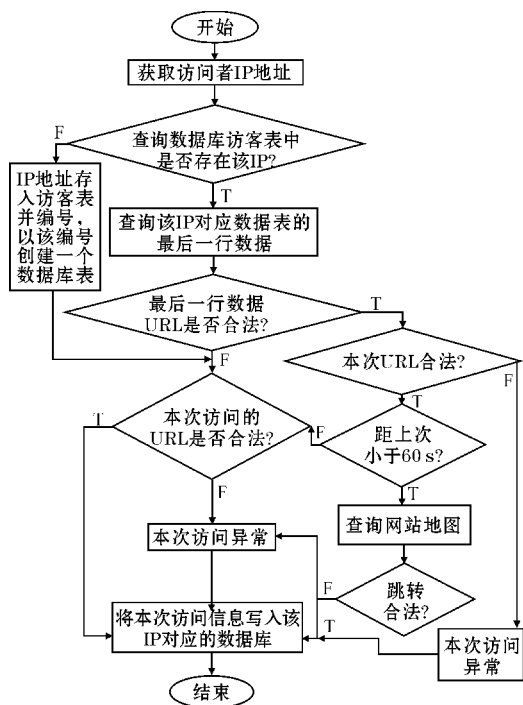 开始
获取访问者IP地址
F
查询数据库访客表中
是否存在该IP?
IP地址存
入访客表
并编号,
以该编号
创建一个
数据库表
T
查询该IP对应数据表的
最后一行数据
最后一行数据
URL是否合法?
T
F
本次URL合法?
F
T
T
本次访问的
URL是否合法?
F
距上次
小于60 s?
F
T
本次访问异常
查询网站地图
F
跳转
合法?
将本次访问信息写入该
IP对应的数据库
T
本次访问
异常
结束